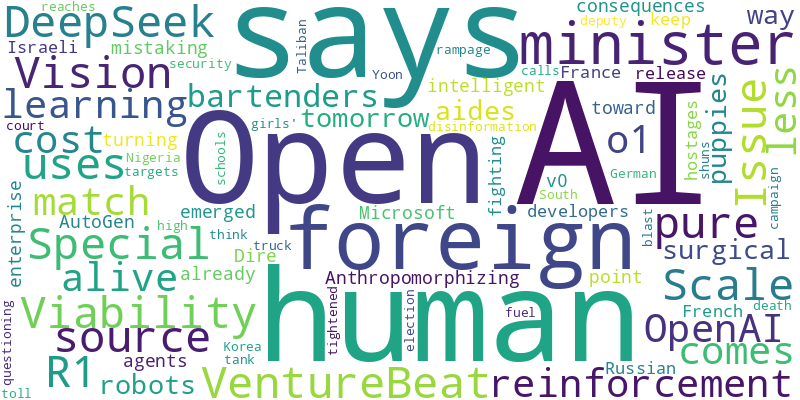 reaches
DeepSeek
says
Taliban
rampage
consequences
deputy
keep
way
Israeli
mistaking
security
Yoon
minister
Vision
calls
France
release
learning
bartenders
intelligent
aides
toward
puppies
Issue
less
court
cost
turning
girls'
tomorrow
disinformation
o1
hostages
shuns
Open
AI
uses
Nigeria
targets
schools
fighting
v0
South
German
match
emerged
Microsoft
developers
pure
blast
campaign
enterprise
AutoGen
high
think
foreign
surgical
Special
already
Dire
truck
alive
Anthropomorphizing
point
Scale
human
French
death
Viability
tightened
election
fuel
source
OpenAI
questioning
R1
agents
Korea
tank
comes
robots
Russian
toll
VentureBeat
reinforcement